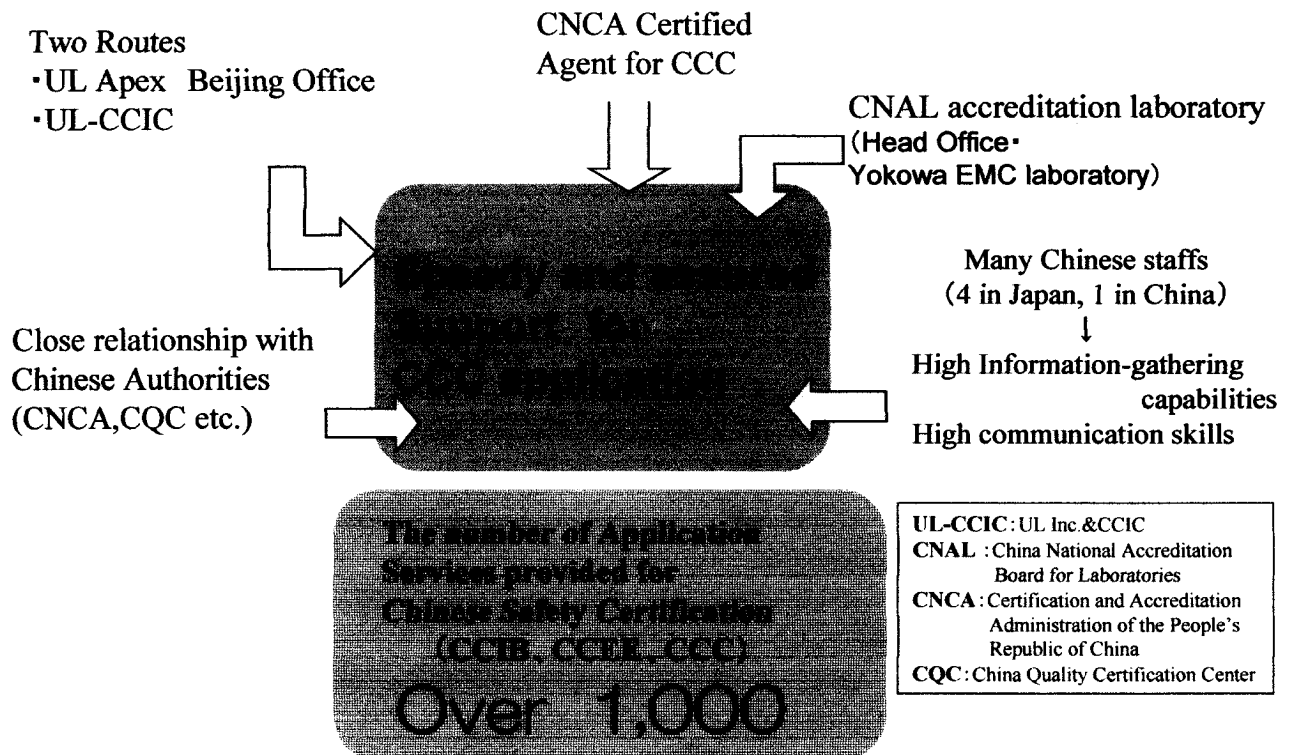 Two Routes
・UL Apex Beijing Office
・UL-CCIC
CNCA Certified
Agent for CCC
CNAL accreditation laboratory
(Head Office・
Yokowa EMC laboratory)
Speedy and assured
Support for
CCC application
Many Chinese staffs
(4 in Japan, 1 in China)
↓
High Information-gathering
capabilities
High communication skills
Close relationship with
Chinese Authorities
(CNCA,CQC etc.)
The number of Application
Services provided for
Chinese Safety Certification
(CCIB、CCEE、CCC)
Over 1,000
UL-CCIC:UL Inc.&CCIC
CNAL :China National Accreditation
Board for Laboratories
CNCA:Certification and Accreditation
Administration of the People's
Republic of China
CQC:China Quality Certification Center